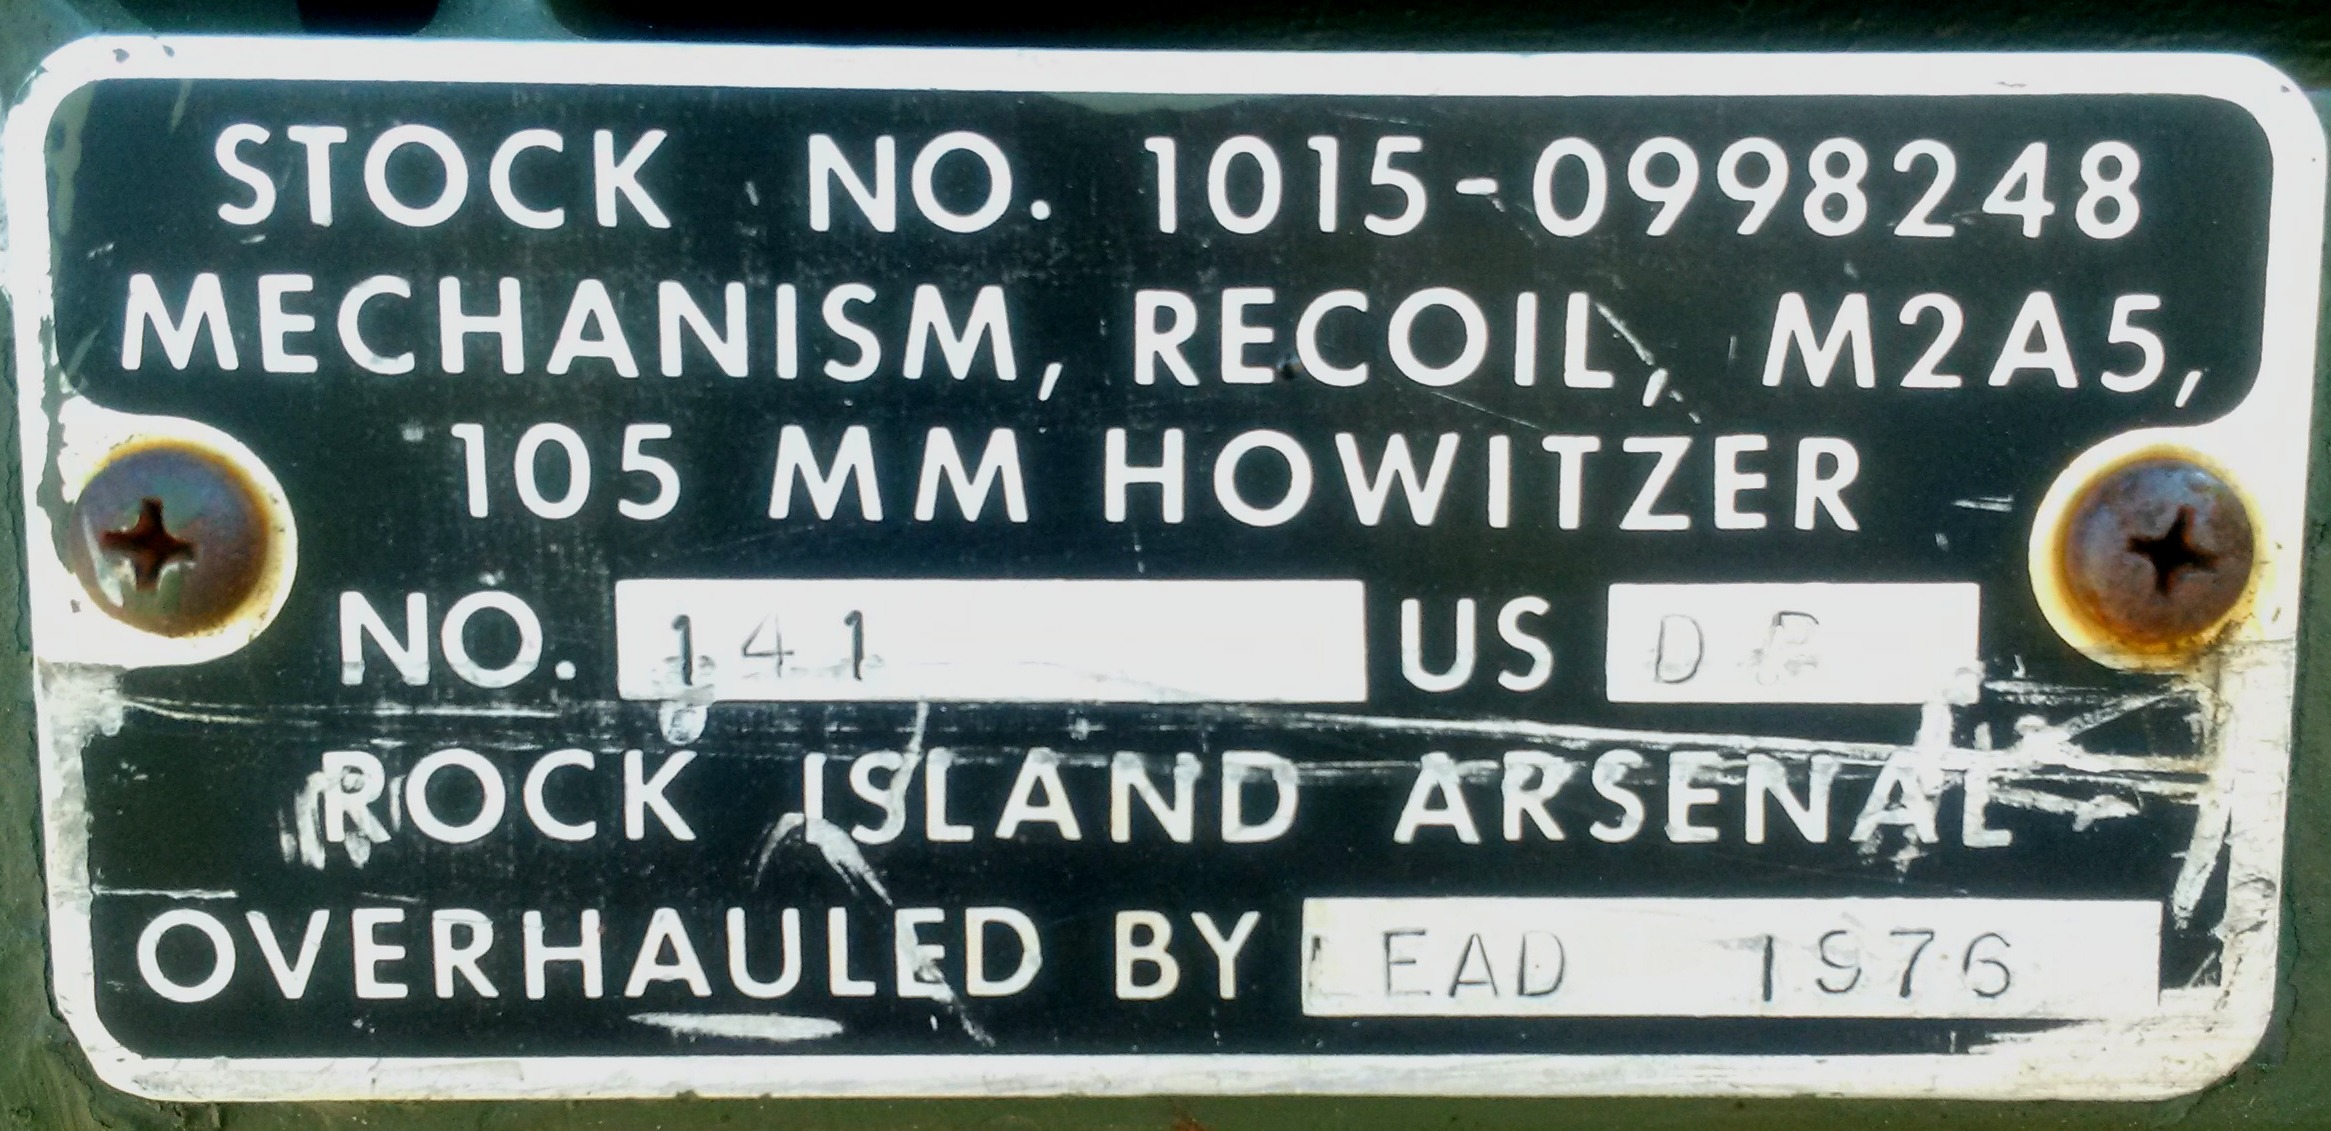 STOCK NO. 1015-0998248
MECHANISM, RECOIL, M2A5,
105 MM HOWITZER
NO. 141 US
ROCK ISLAND ARSENAL
OVERHAULED BY LEAD 1976